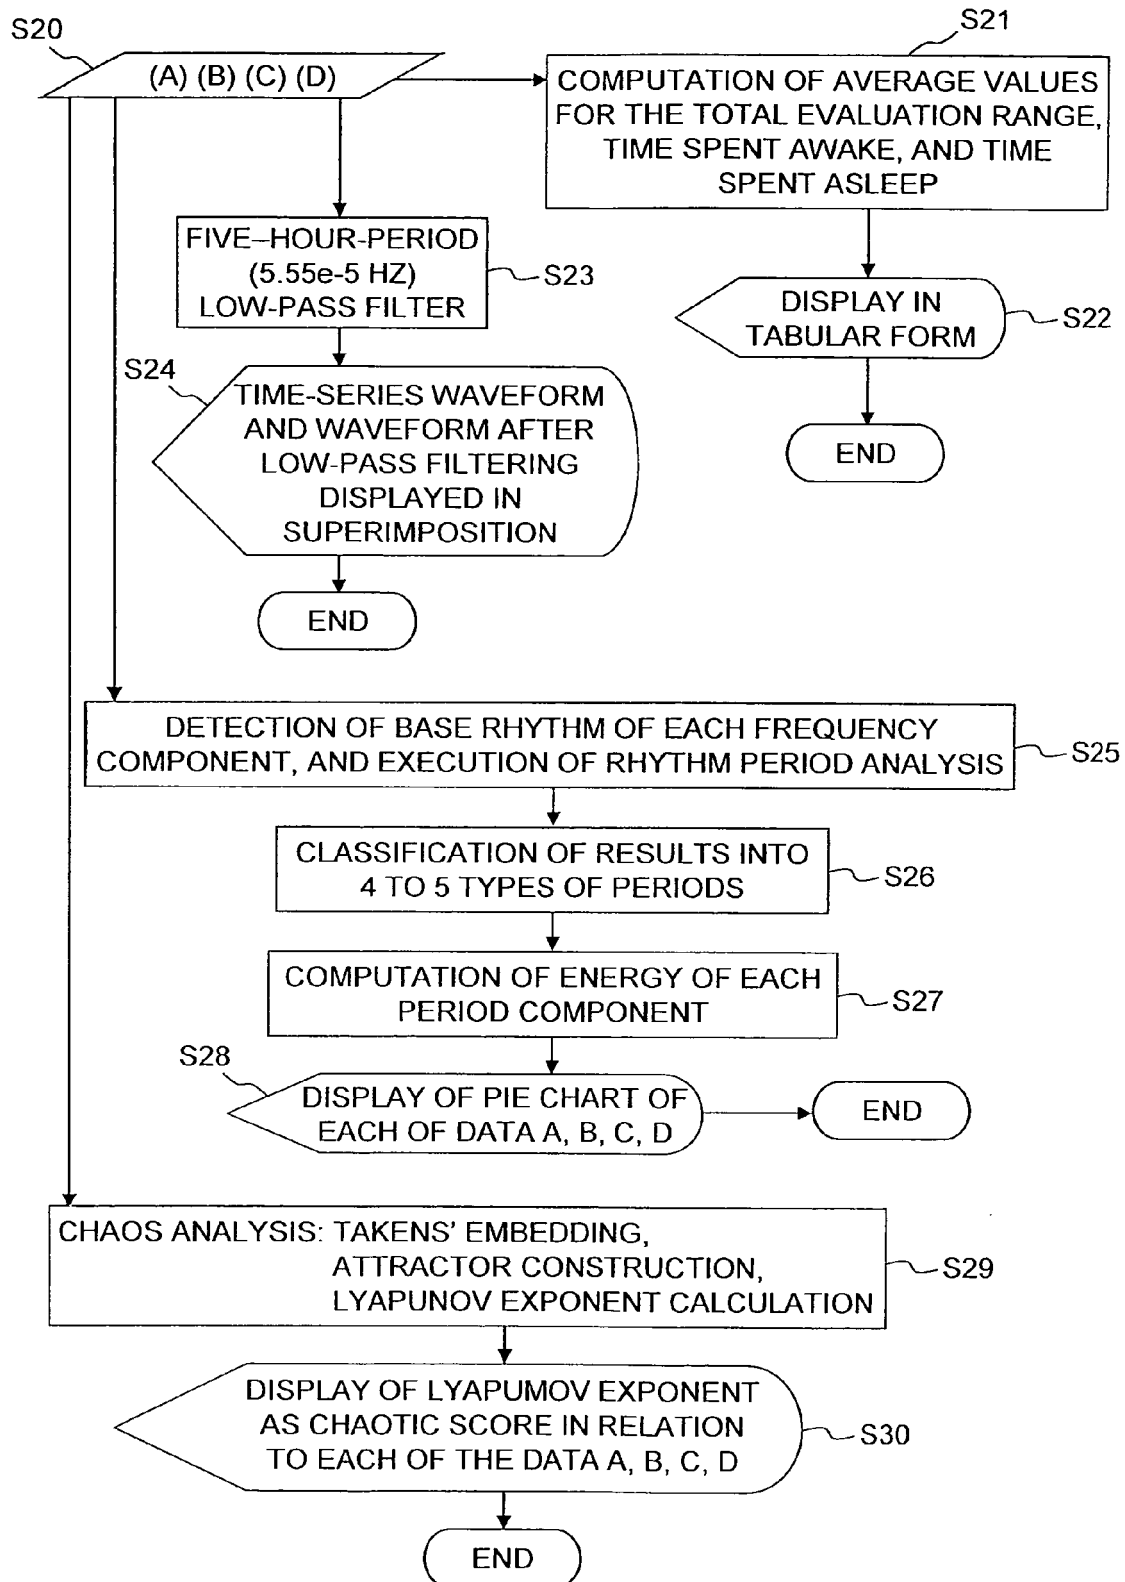 S20
(A) (B) (C) (D)
S21
COMPUTATION OF AVERAGE VALUES
FOR THE TOTAL EVALUATION RANGE,
TIME SPENT AWAKE, AND TIME
SPENT ASLEEP
FIVE–HOUR-PERIOD
(5.55e-5 HZ)
LOW-PASS FILTER
S23
DISPLAY IN
TABULAR FORM
S22
END
S24
TIME-SERIES WAVEFORM
AND WAVEFORM AFTER
LOW-PASS FILTERING
DISPLAYED IN
SUPERIMPOSITION
END
DETECTION OF BASE RHYTHM OF EACH FREQUENCY
COMPONENT, AND EXECUTION OF RHYTHM PERIOD ANALYSIS
S25
CLASSIFICATION OF RESULTS INTO
4 TO 5 TYPES OF PERIODS
S26
COMPUTATION OF ENERGY OF EACH
PERIOD COMPONENT
S27
S28
DISPLAY OF PIE CHART OF
EACH OF DATA A, B, C, D
END
CHAOS ANALYSIS: TAKENS' EMBEDDING,
ATTRACTOR CONSTRUCTION,
LYAPUNOV EXPONENT CALCULATION
S29
DISPLAY OF LYAPUMOV EXPONENT
AS CHAOTIC SCORE IN RELATION
TO EACH OF THE DATA A, B, C, D
S30
END